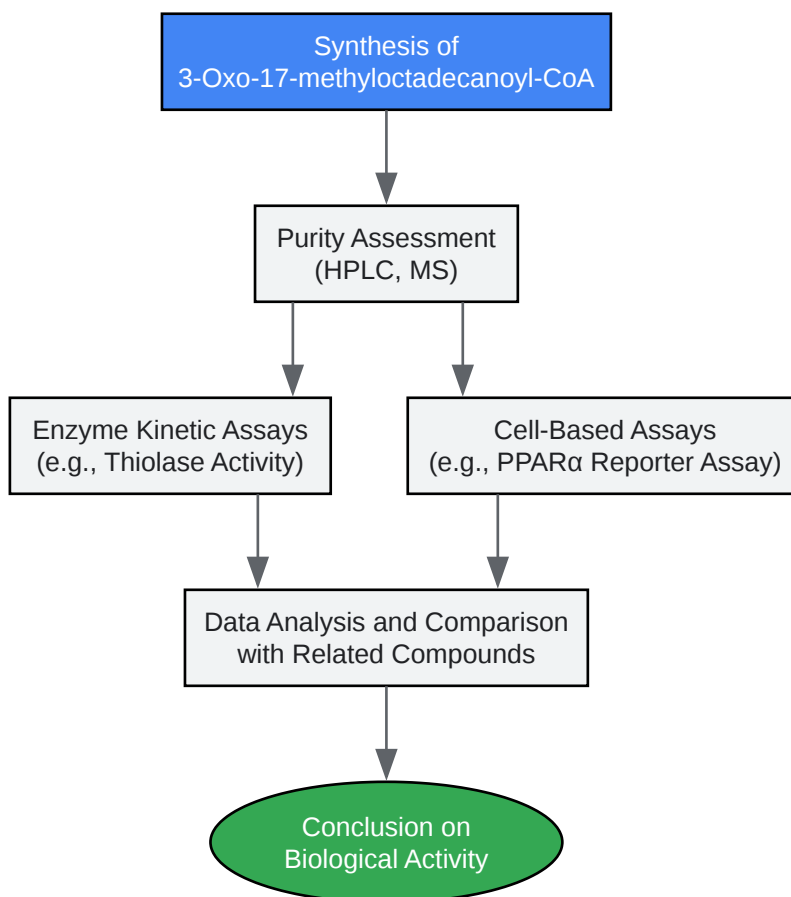 Synthesis of
3-Oxo-17-methyloctadecanoyl-CoA
Purity Assessment
(HPLC, MS)
Enzyme Kinetic Assays
(e.g., Thiolase Activity)
Cell-Based Assays
(e.g., PPARα Reporter Assay)
Data Analysis and Comparison
with Related Compounds
Conclusion on
Biological Activity